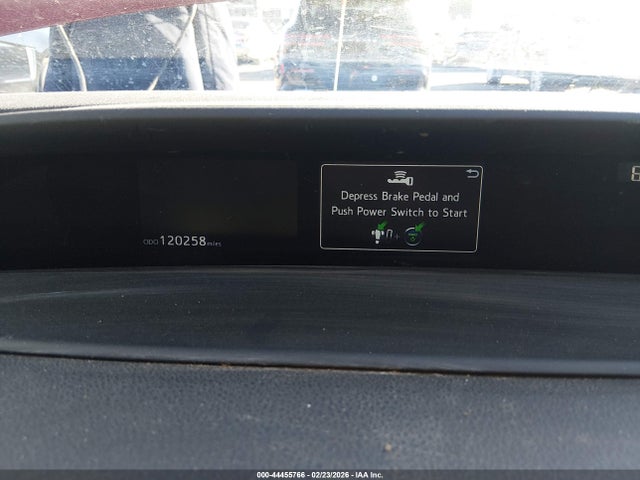 Depress Brake Pedal and
Push Power Switch to Start
ODO 120258 miles
000-44455766 - 02/23/2026 - IAA Inc.